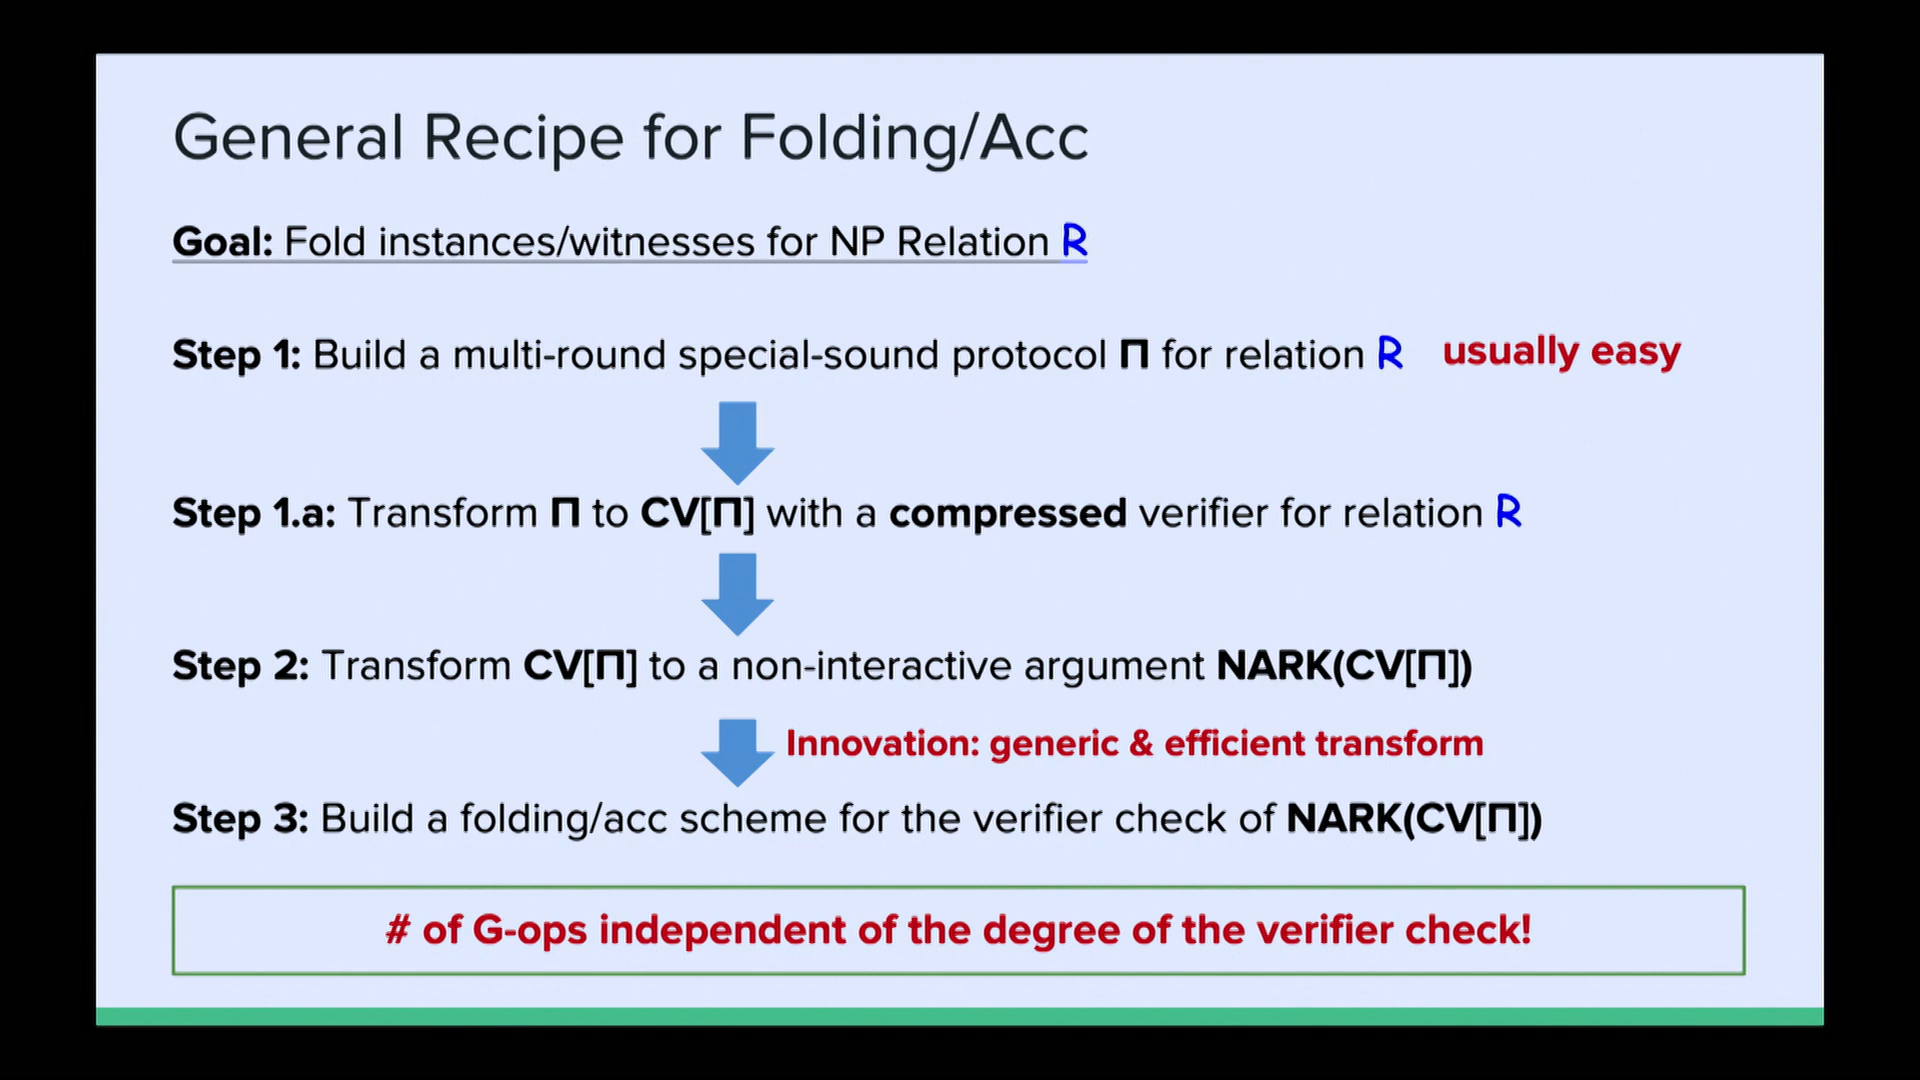 General Recipe for Folding/Acc
Goal: Fold instances/witnesses for NP Relation R
Step 1: Build a multi-round special-sound protocol Π for relation R usually easy
Step 1.a: Transform Π to CV[Π] with a compressed verifier for relation R
Step 2: Transform CV[Π] to a non-interactive argument NARK(CV[Π])
Innovation: generic & efficient transform
Step 3: Build a folding/acc scheme for the verifier check of NARK(CV[Π])
# of G-ops independent of the degree of the verifier check!